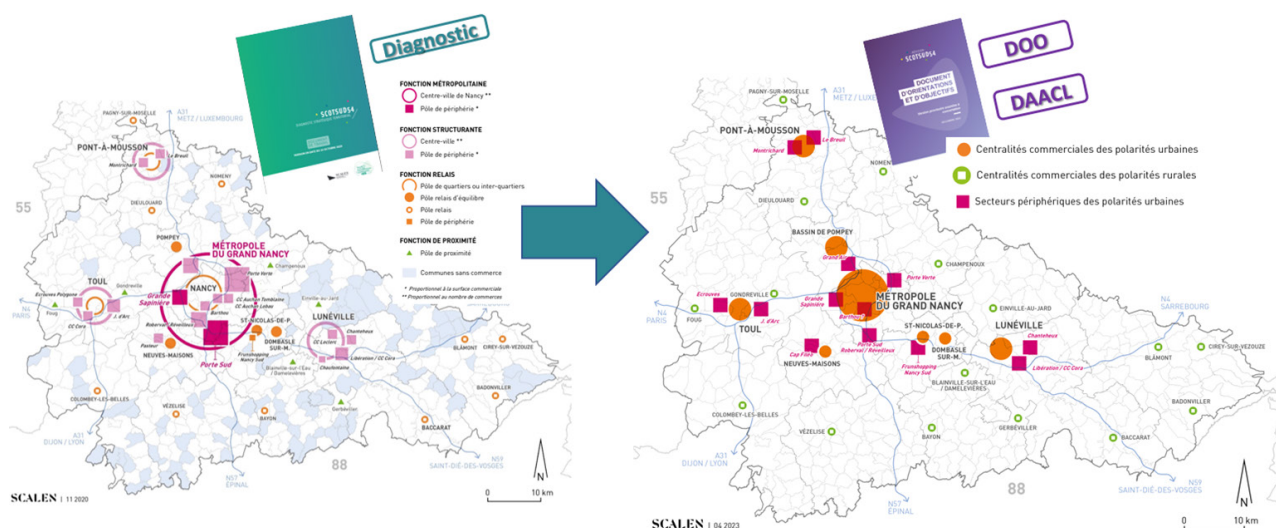 Diagnostic
SCOTSUD54
FONCTION MÉTROPOLITAINE
Centre-ville de Nancy **
Pôle de périphérie *
FONCTION STRUCTURANTE
Centre-ville **
Pôle de périphérie *
FONCTION RELAIS
Pôle de quartiers ou inter-quartiers
Pôle relais d'équilibre
Pôle relais
Pôle de périphérie
FONCTION DE PROXIMITÉ
Pôle de proximité
Communes sans commerce
* Proportionnel à la surface commerciale
** Proportionnel au nombre de commerces
A31
METZ / LUXEMBOURG
PAGNY-SUR-MOSELLE
PONT-À-MOUSSON
Le Breuil
Montrichard
NOMENY
55
DIEULOUARD
POMPEY
MÉTROPOLE
DU GRAND NANCY
Porte Verte
Champenoux
TOUL
Gondreville
Ecrouves Polygone
NANCY
Grande
Sapinière
CC Auchan Tomblaine
Einville-au-Jard
N4
PARIS
Foug
CC Cora
J. d'Arc
Barthou
ST-NICOLAS-DE-P.
LUNÉVILLE
Chanteheux
CC Leclerc
N4
SARREBOURG
Pasteur
NEUVES-MAISONS
Porte Sud
Frunshopping
Nancy Sud
DOMBASLE
SUR-M.
Libération / CC Cora
BLÂMONT
CIREY-SUR-VEZOUZE
Blainville-sur-l'Eau
/ Damelevières
BADONVILLER
COLOMBEY-LES-BELLES
VÉZELISE
BAYON
Gerbéviller
BACCARAT
A31
DIJON / LYON
N57
ÉPINAL
88
N59
SAINT-DIÉ-DES-VOSGES
N
0 10 km
SCALEN | 11 2020
SCOTSUD54
DOCUMENT
D'ORIENTATIONS
ET D'OBJECTIFS
DOO
DAACL
Centralités commerciales des polarités urbaines
Centralités commerciales des polarités rurales
Secteurs périphériques des polarités urbaines
A31
METZ / LUXE
PAGNY-SUR-MOSELLE
PONT-À-MOUSSON
Le Breuil
Montrichard
NOMENY
55
DIEULOUARD
BASSIN DE POMPEY
Grand Air
CHAMPENOUX
Porte Verte
Ecrouves
GONDREVILLE
Grande
Sapinière
MÉTROPOLE
DU GRAND NANCY
EINVILLE-AU-JARD
N4
PARIS
FOUG
TOUL
J. d'Arc
ST-NICOLAS-DE-P.
LUNÉVILLE
Chanteheux
N4
SARREBOURG
NEUVES-MAISONS
Porte Sud
Roberval / Réveilleux
Frunshopping
Nancy Sud
DOMBASLE
SUR-M.
Libération / CC Cora
BLÂMONT
CIREY-SUR-VEZOUZE
BLAINVILLE-SUR-L'EAU
/ DAMELEVIÈRES
BADONVILLER
COLOMBEY-LES-BELLES
VÉZELISE
BAYON
GERBÉVILLER
BACCARAT
A31
DIJON / LYON
N57
ÉPINAL
88
N59
SAINT-DIÉ-DES-VOSGES
N
0 10 km
SCALEN | 04 2023